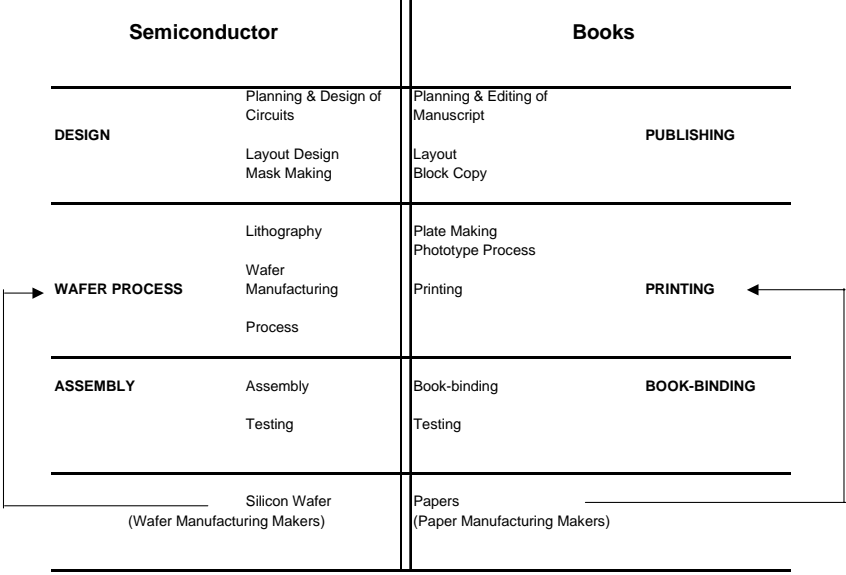 Semiconductor Books
Planning & Design of Planning & Editing of
Circuits Manuscript
DESIGN PUBLISHING
Layout Design Layout
Mask Making Block Copy
Lithography Plate Making
Phototype Process
Wafer
WAFER PROCESS Manufacturing Printing PRINTING
Process
ASSEMBLY Assembly Book-binding BOOK-BINDING
Testing Testing
Silicon Wafer Papers
(Wafer Manufacturing Makers) (Paper Manufacturing Makers)